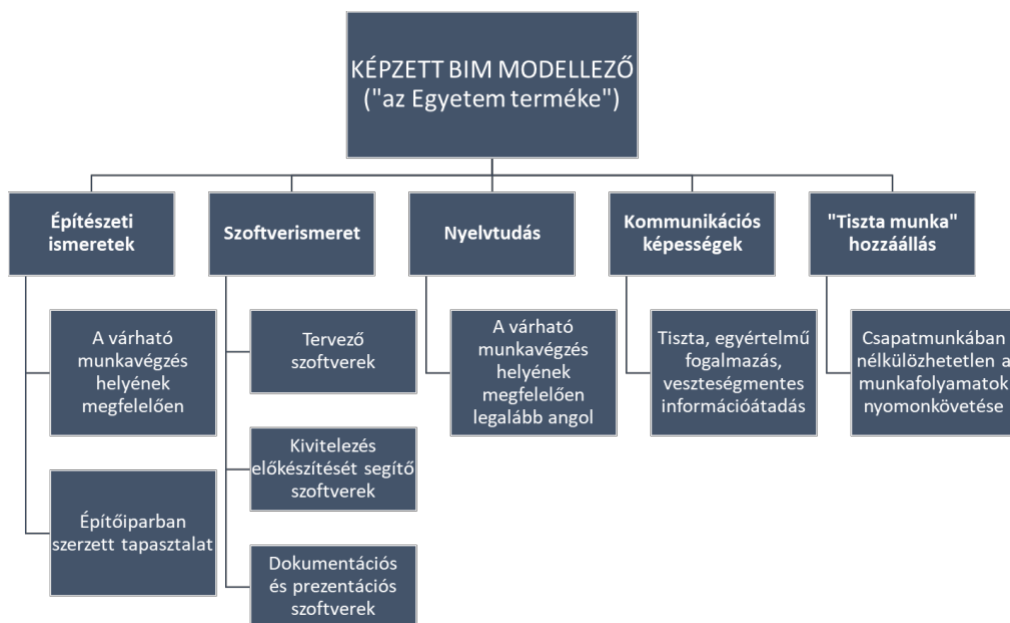 KÉPZETT BIM MODELLEZŐ
("az Egyetem terméke")
Építészeti
ismeretek
A várható
munkavégzés
helyének
megfelelően
Építőiparban
szerzett tapasztalat
Szoftverismeret
Tervező
szoftverek
Kivitelezés
előkészítését segítő
szoftverek
Dokumentációs
és prezentációs
szoftverek
Nyelvtudás
A várható
munkavégzés
helyének
megfelelően
legalább angol
Kommunikációs
képességek
Tiszta, egyértelmű
fogalmazás,
veszteségmentes
információátadás
"Tiszta munka"
hozzáállás
Csapatmunkában
nélkülözhetetlen a
munkafolyamatok
nyomonkövetése